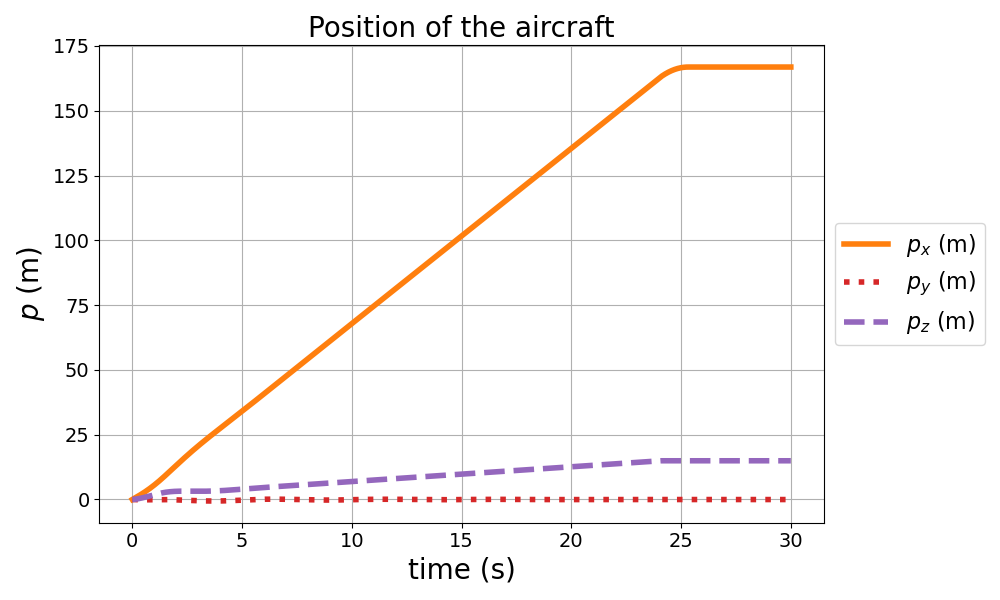 Position of the aircraft
175
150
125
100
75
50
25
0
p (m)
0 5 10 15 20 25 30
time (s)
pₓ (m)
p_y (m)
p_z (m)